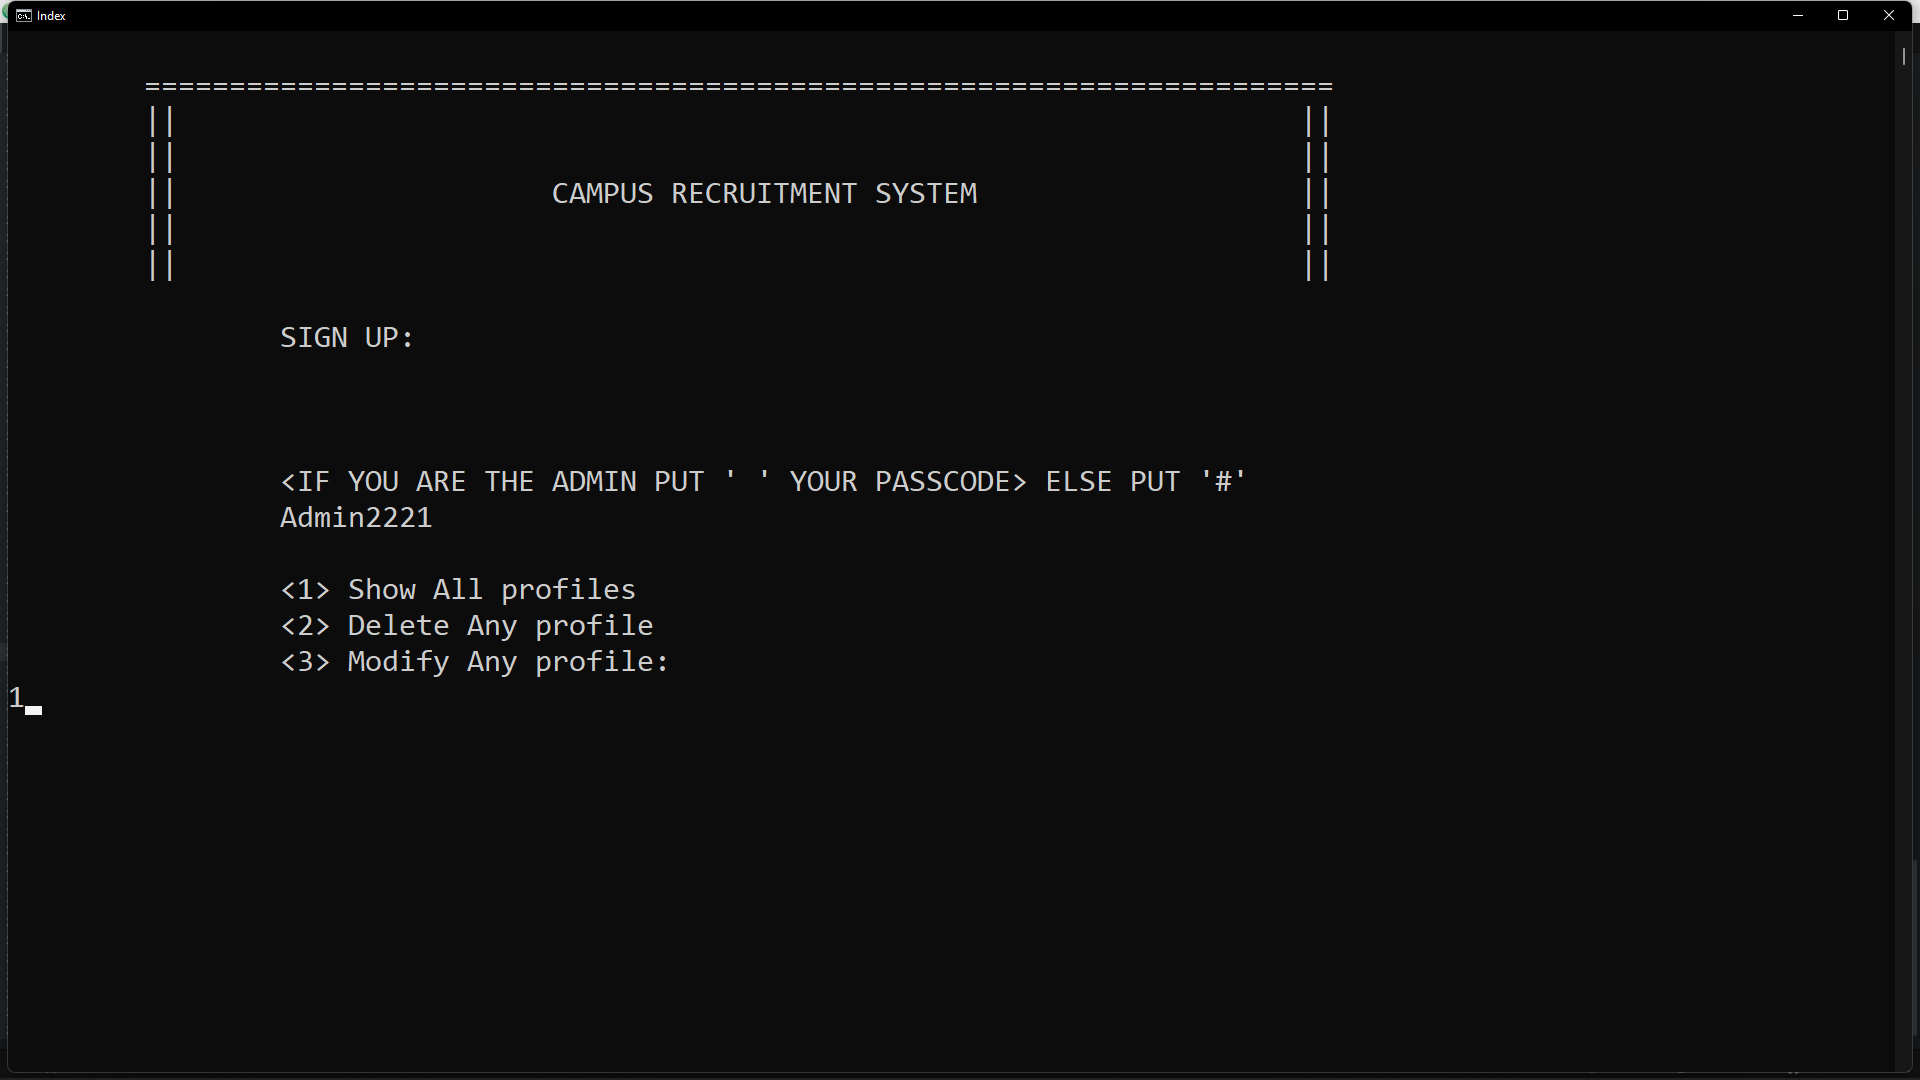 Index
======================================================================
||                                                                  ||
||                                                                  ||
||                      CAMPUS RECRUITMENT SYSTEM                   ||
||                                                                  ||
||                                                                  ||
SIGN UP:
<IF YOU ARE THE ADMIN PUT ' ' YOUR PASSCODE> ELSE PUT '#'
Admin2221
<1> Show All profiles
<2> Delete Any profile
<3> Modify Any profile:
1